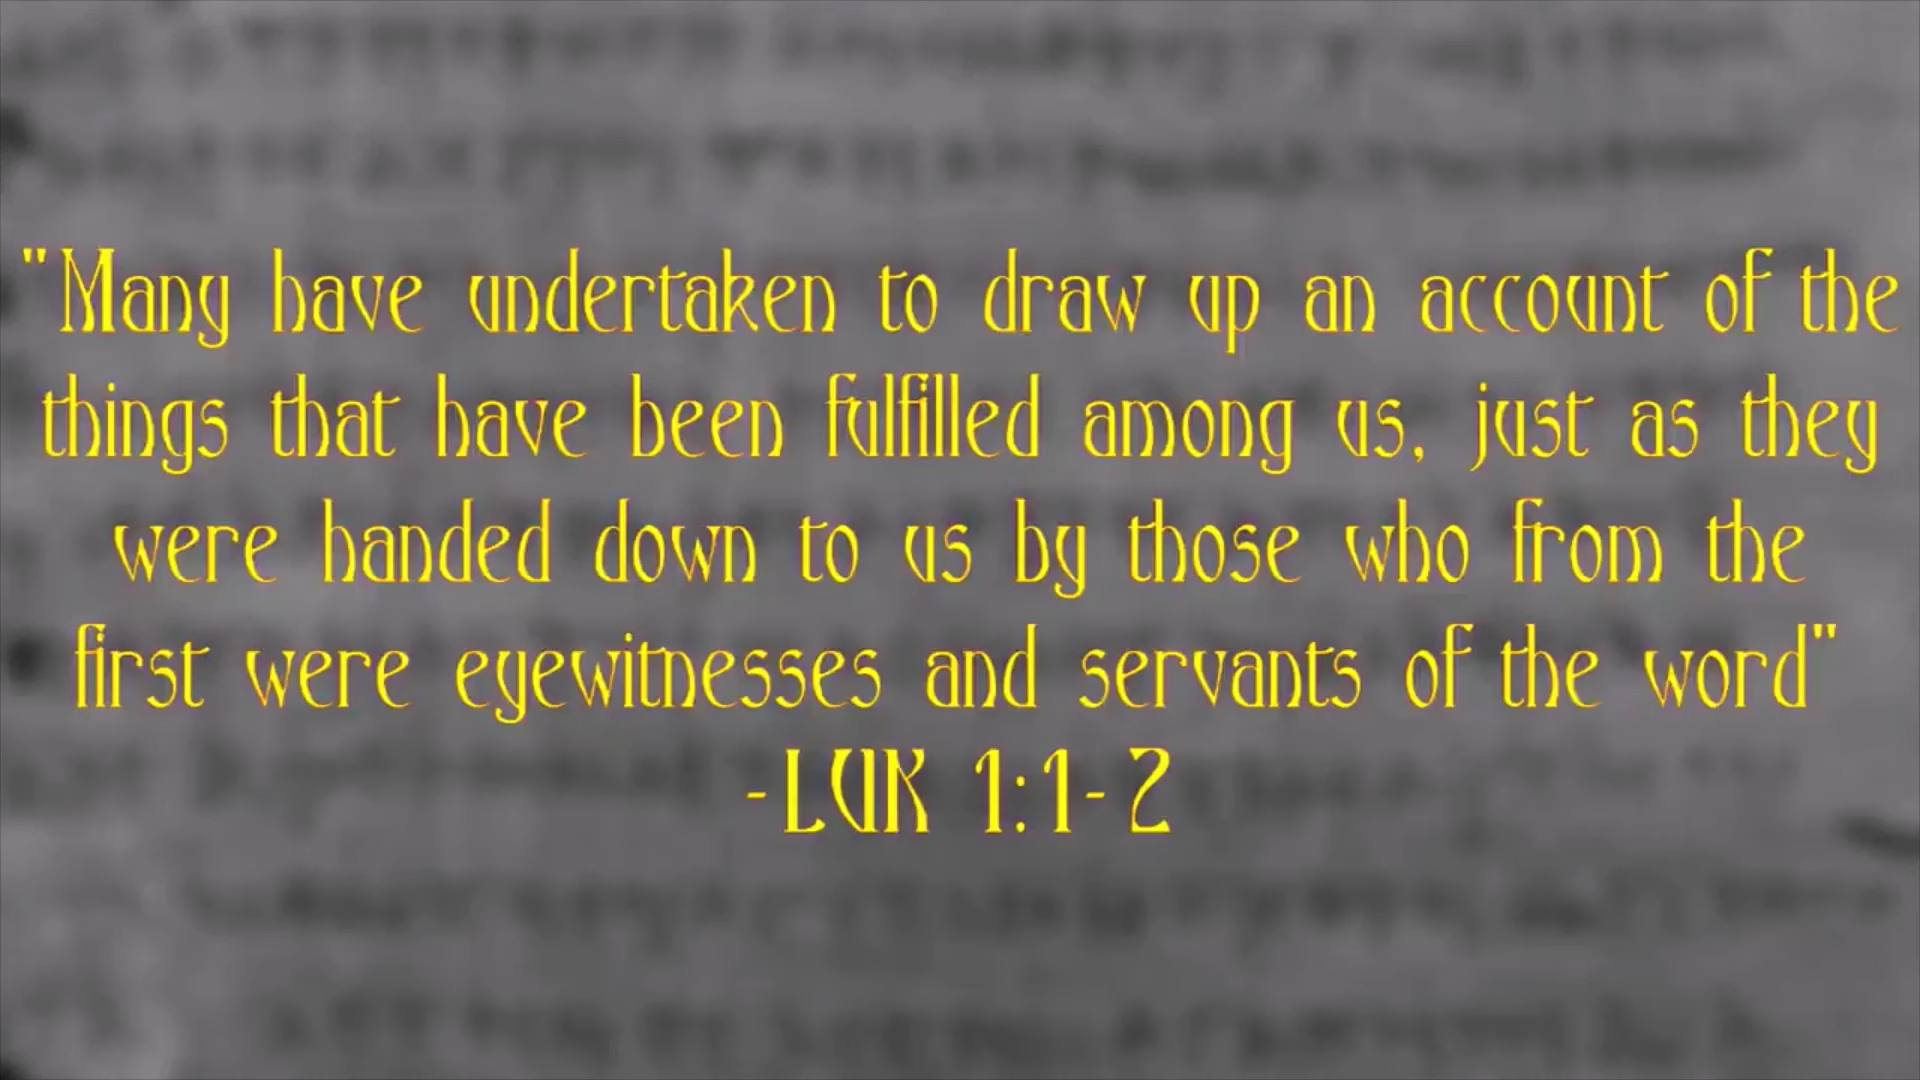 "Many have undertaken to draw up an account of the
things that have been fulfilled among us, just as they
were handed down to us by those who from the
first were eyewitnesses and servants of the word"
-LUK 1:1-2